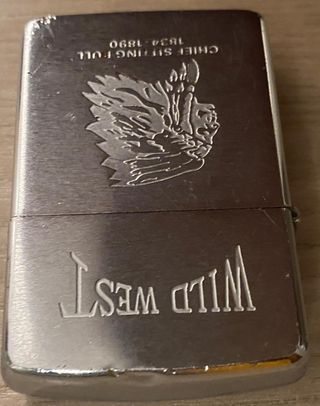 WILD WEST
CHIEF SITTING BULL
1834-1890